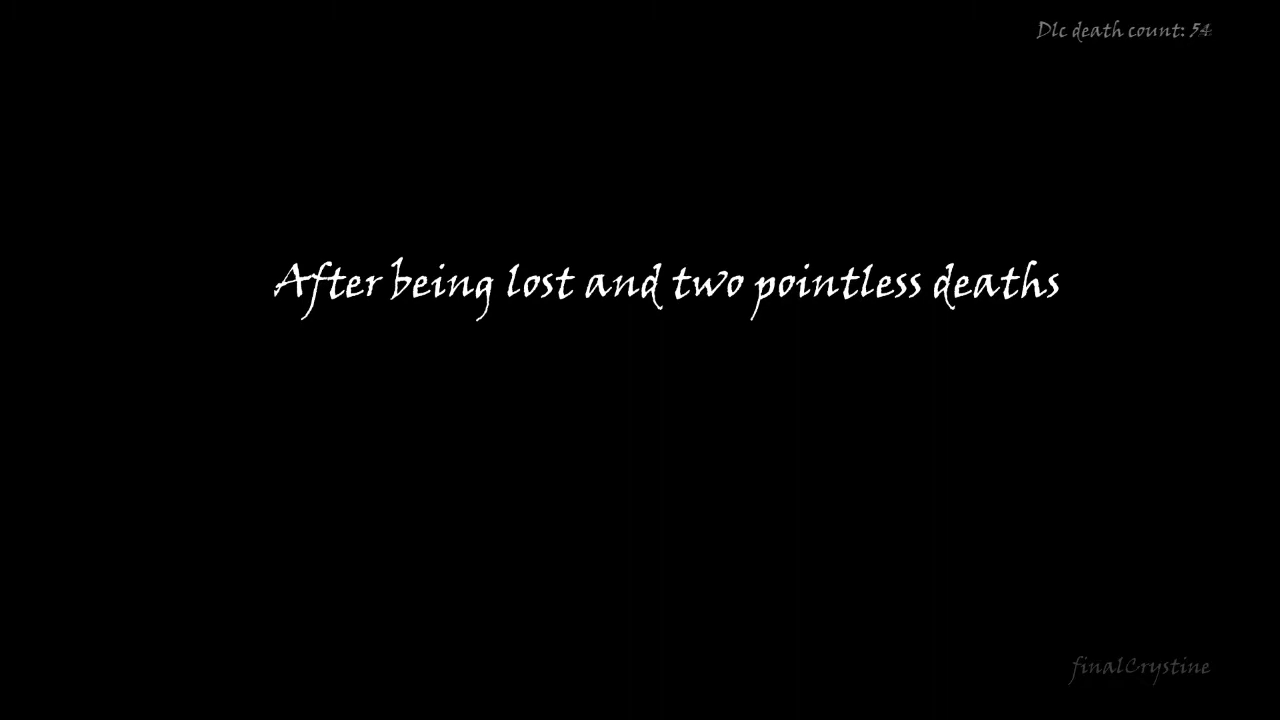 Dlc death count: 54
After being lost and two pointless deaths
finalCrystine